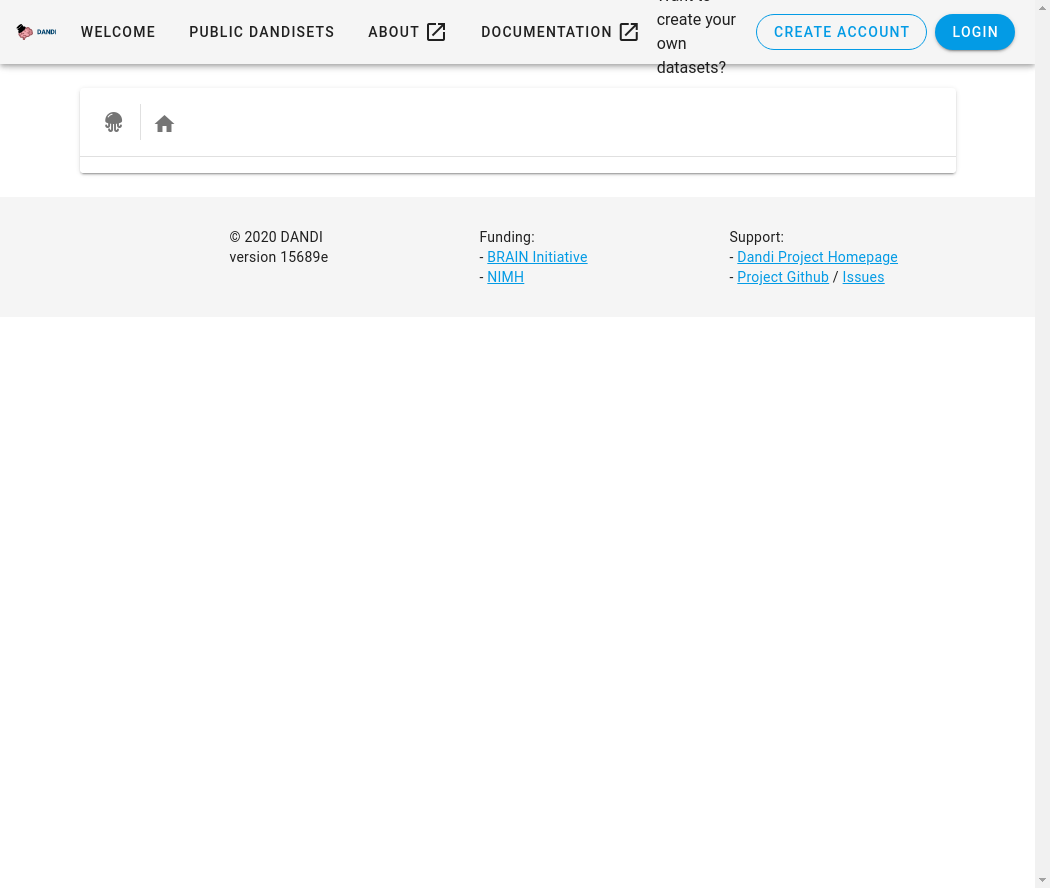 DANDI
WELCOME
PUBLIC DANDISETS
ABOUT
DOCUMENTATION
create your
own
datasets?
CREATE ACCOUNT
LOGIN
© 2020 DANDI
version 15689e
Funding:
- BRAIN Initiative
- NIMH
Support:
- Dandi Project Homepage
- Project Github / Issues